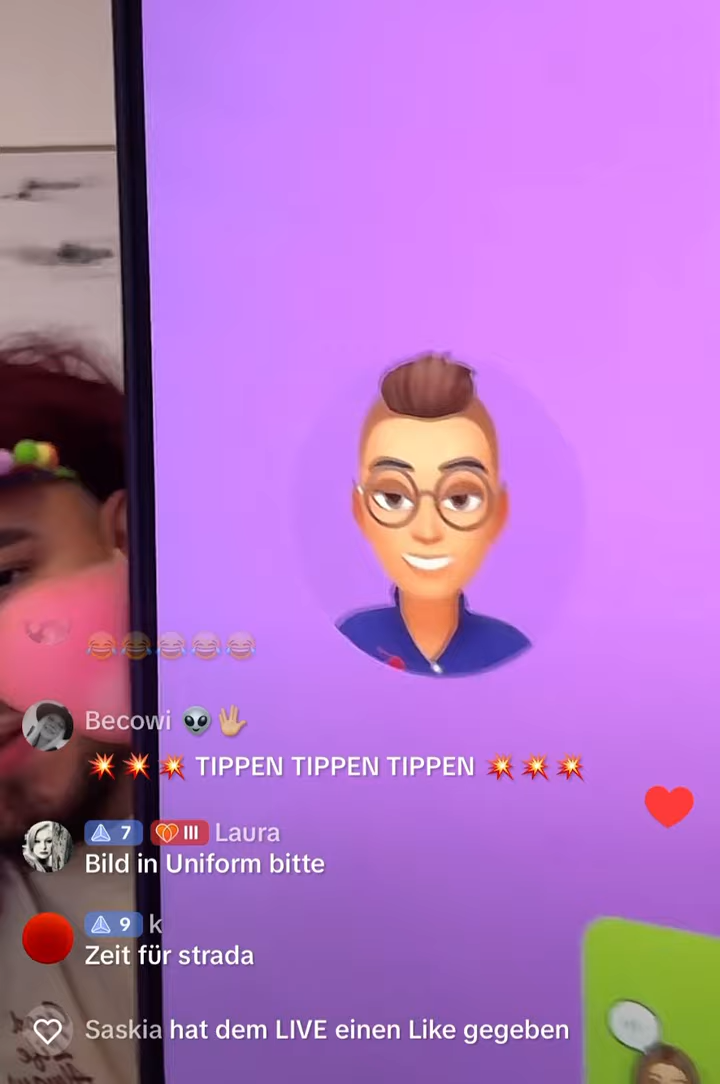 😂😂😂😂😂
Becowi 👽🖖🏼
💥💥💥 TIPPEN TIPPEN TIPPEN 💥💥💥
7 III Laura
Bild in Uniform bitte
9 k
Zeit für strada
Saskia hat dem LIVE einen Like gegeben